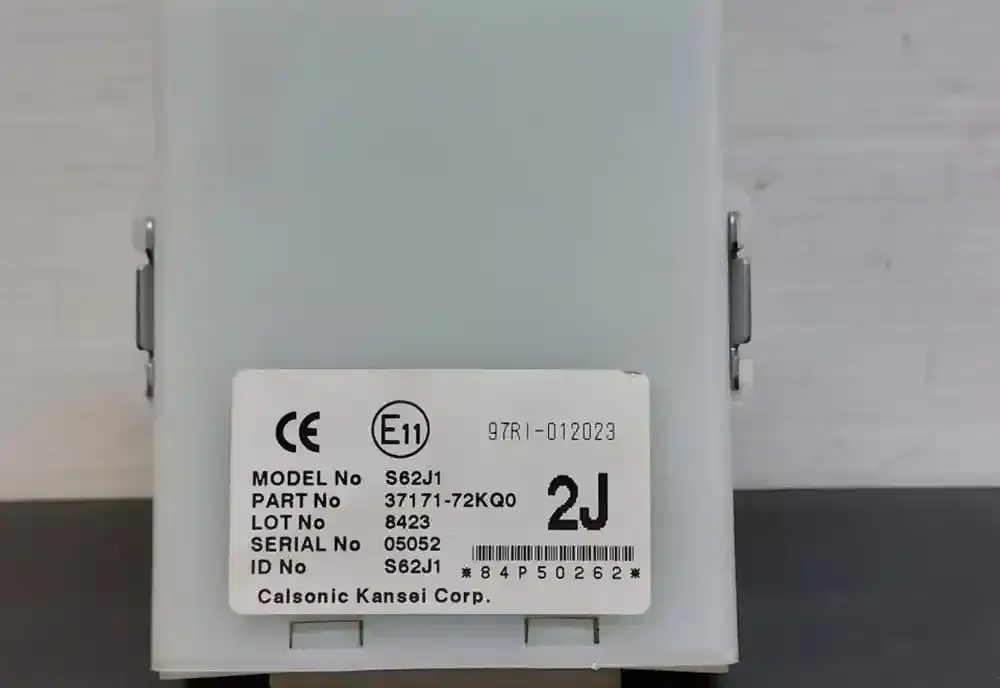 CE E11 97RI-012023
MODEL No S62J1
PART No 37171-72KQ0
2J
LOT No 8423
SERIAL No 05052
ID No S62J1
*84P50262*
Calsonic Kansei Corp.